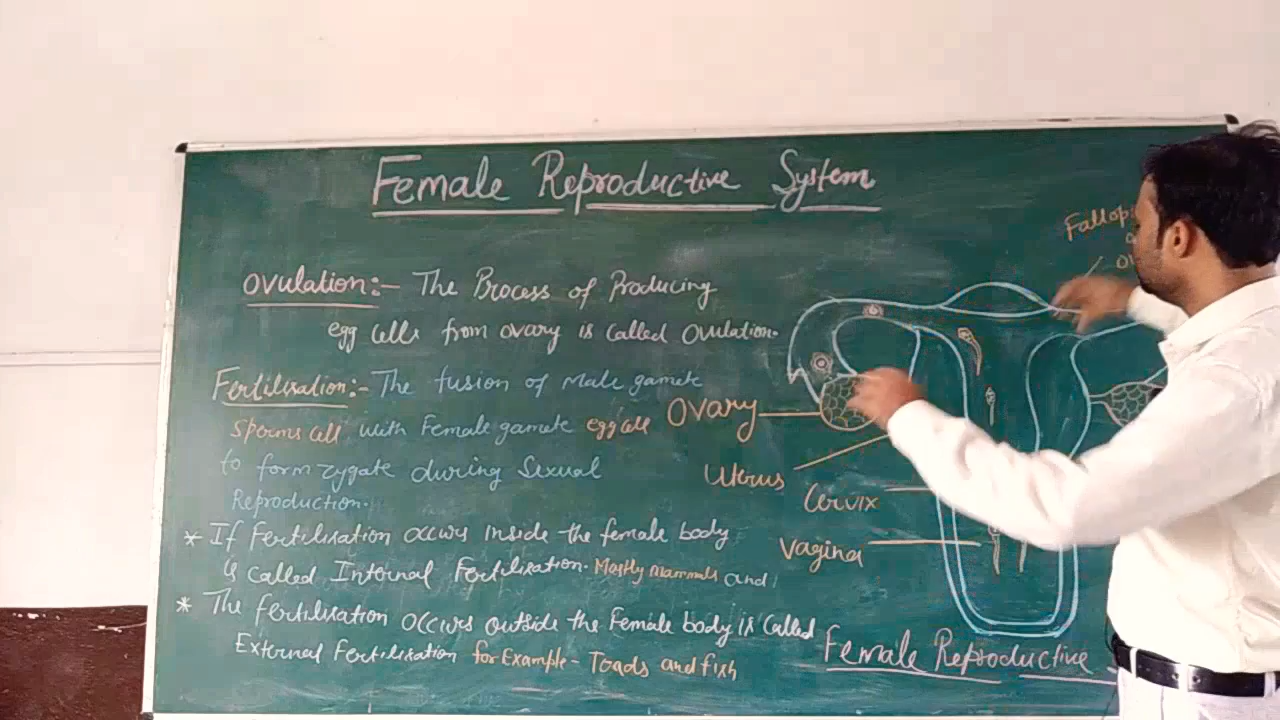 Female Reproductive System
Ovulation:- The Process of Producing
egg cells from ovary is called Ovulation.
Fertilisation:- The fusion of Male gamete
sperms cell with Female gamete egg cell
to form zygate during Sexual
Reproduction.
* If Fertilisation occurs inside the female body
is called Internal Fertilisation. Mostly mammals and
* The fertilisation occurs outside the Female body is called
External Fertilisation for Example - Toads and fish
Fallop
Ovary
Uterus
Cervix
Vagina
Female Reproductive